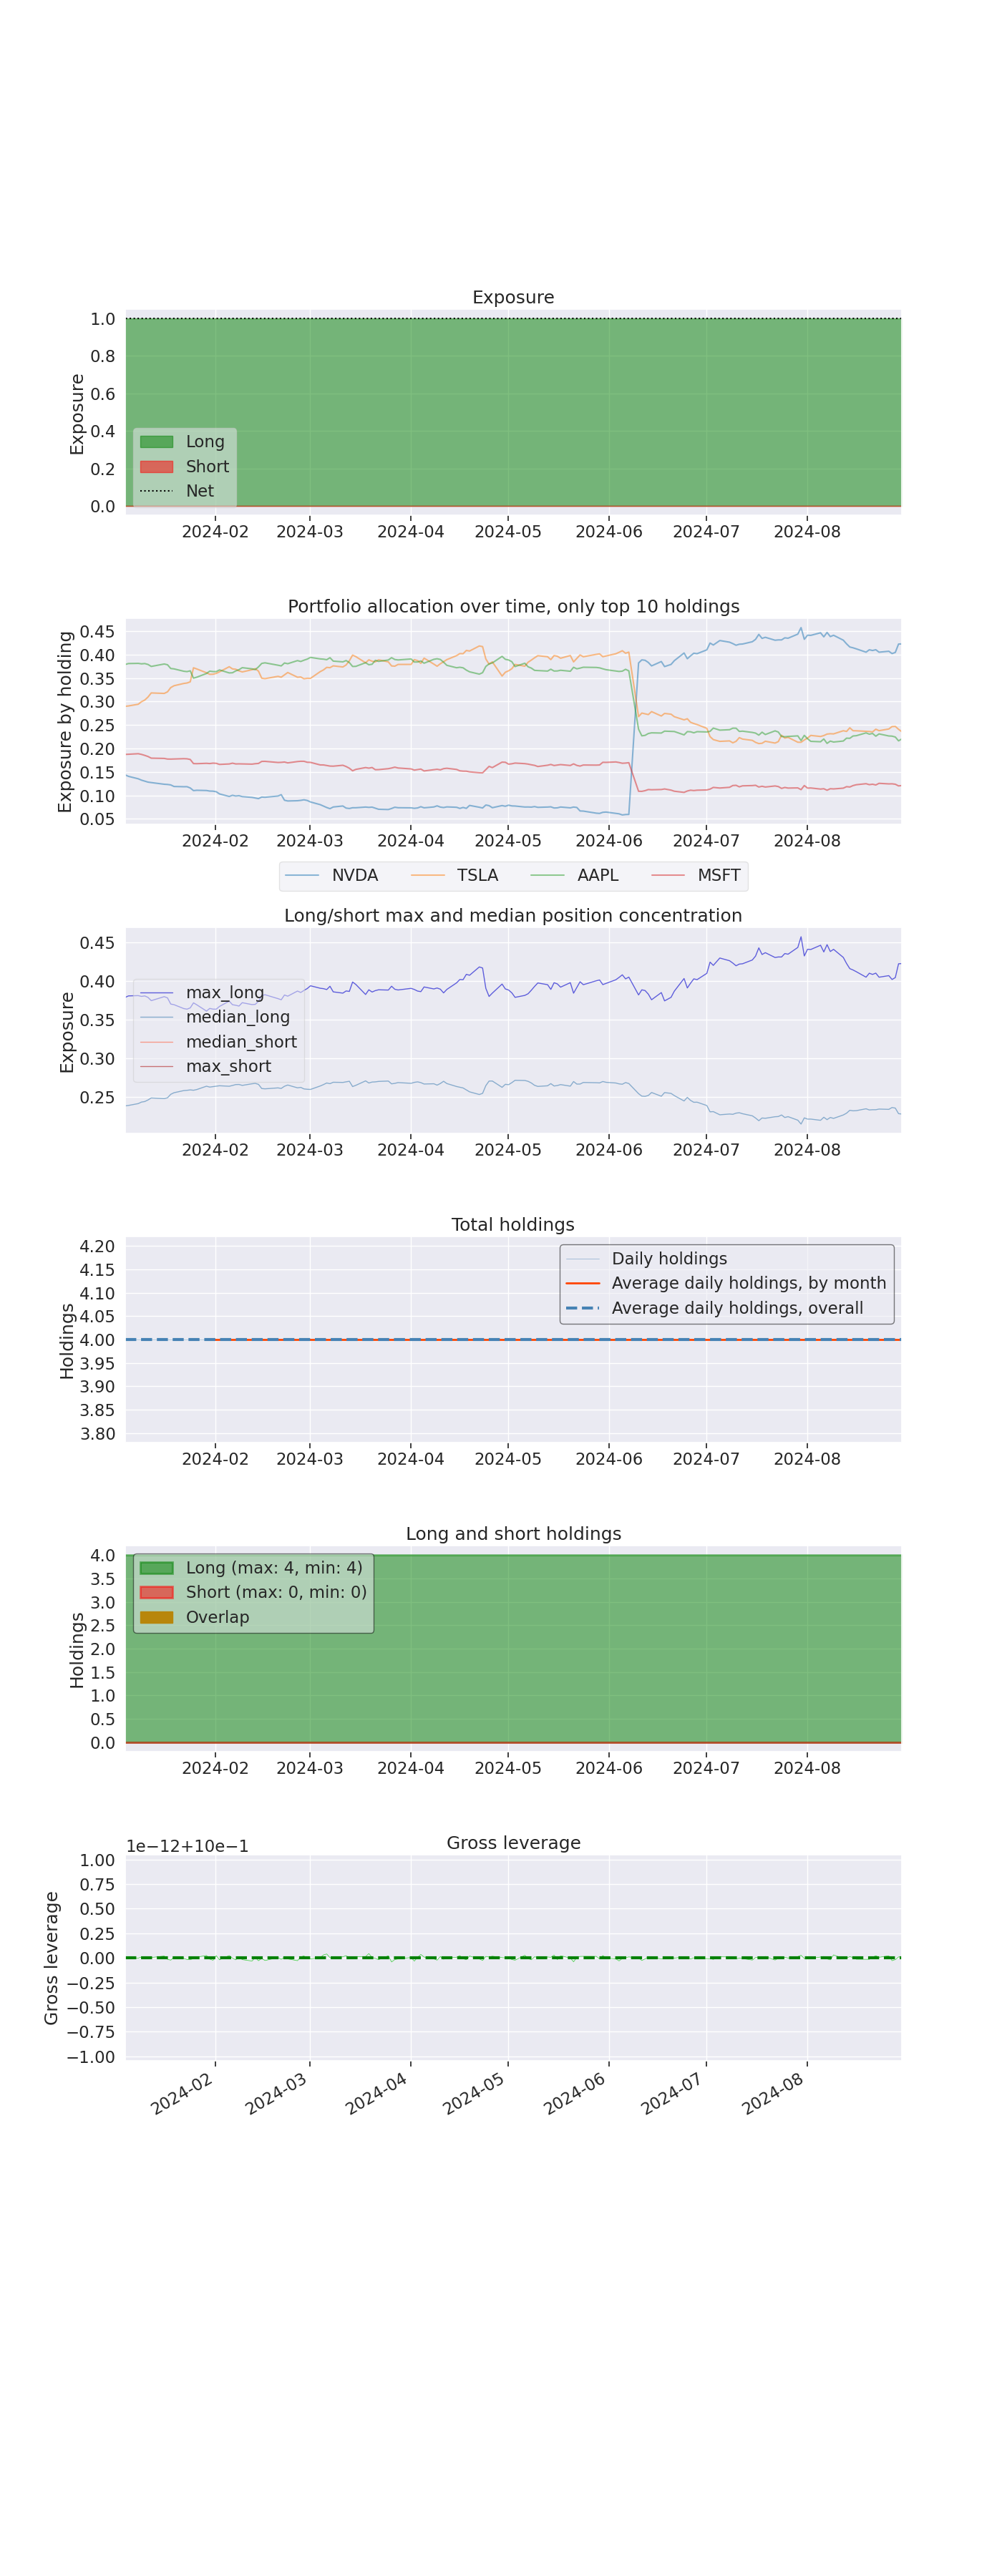 Exposure
1.0
0.8
0.6
0.4
0.2
0.0
Exposure
Long
Short
Net
2024-02 2024-03 2024-04 2024-05 2024-06 2024-07 2024-08
Portfolio allocation over time, only top 10 holdings
0.45
0.40
0.35
0.30
0.25
0.20
0.15
0.10
0.05
Exposure by holding
2024-02 2024-03 2024-04 2024-05 2024-06 2024-07 2024-08
NVDA TSLA AAPL MSFT
Long/short max and median position concentration
0.45
0.40
0.35
0.30
0.25
Exposure
max_long
median_long
median_short
max_short
2024-02 2024-03 2024-04 2024-05 2024-06 2024-07 2024-08
Total holdings
4.20
4.15
4.10
4.05
4.00
3.95
3.90
3.85
3.80
Holdings
Daily holdings
Average daily holdings, by month
Average daily holdings, overall
2024-02 2024-03 2024-04 2024-05 2024-06 2024-07 2024-08
Long and short holdings
4.0
3.5
3.0
2.5
2.0
1.5
1.0
0.5
0.0
Holdings
Long (max: 4, min: 4)
Short (max: 0, min: 0)
Overlap
2024-02 2024-03 2024-04 2024-05 2024-06 2024-07 2024-08
Gross leverage
1e−12+10e−1
1.00
0.75
0.50
0.25
0.00
−0.25
−0.50
−0.75
−1.00
Gross leverage
2024-02 2024-03 2024-04 2024-05 2024-06 2024-07 2024-08